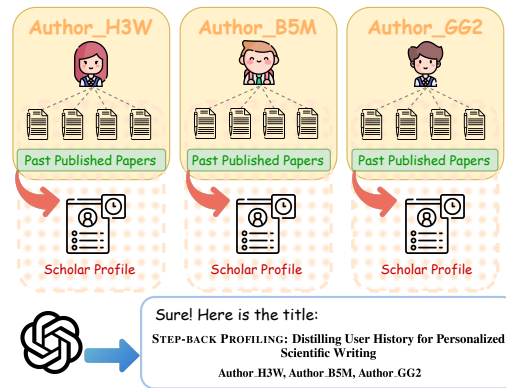 Author_H3W Author_B5M Author_GG2
Past Published Papers Past Published Papers Past Published Papers
Scholar Profile Scholar Profile Scholar Profile
Sure! Here is the title:
STEP-BACK PROFILING: Distilling User History for Personalized
Scientific Writing
Author_H3W, Author_B5M, Author_GG2